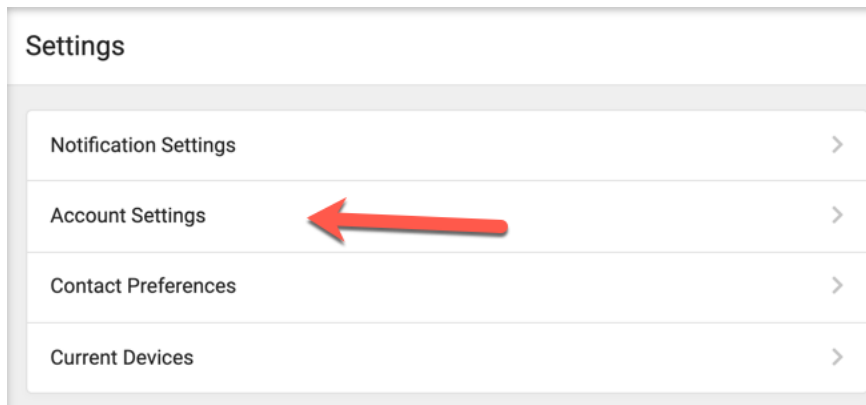 Settings
Notification Settings
Account Settings
Contact Preferences
Current Devices